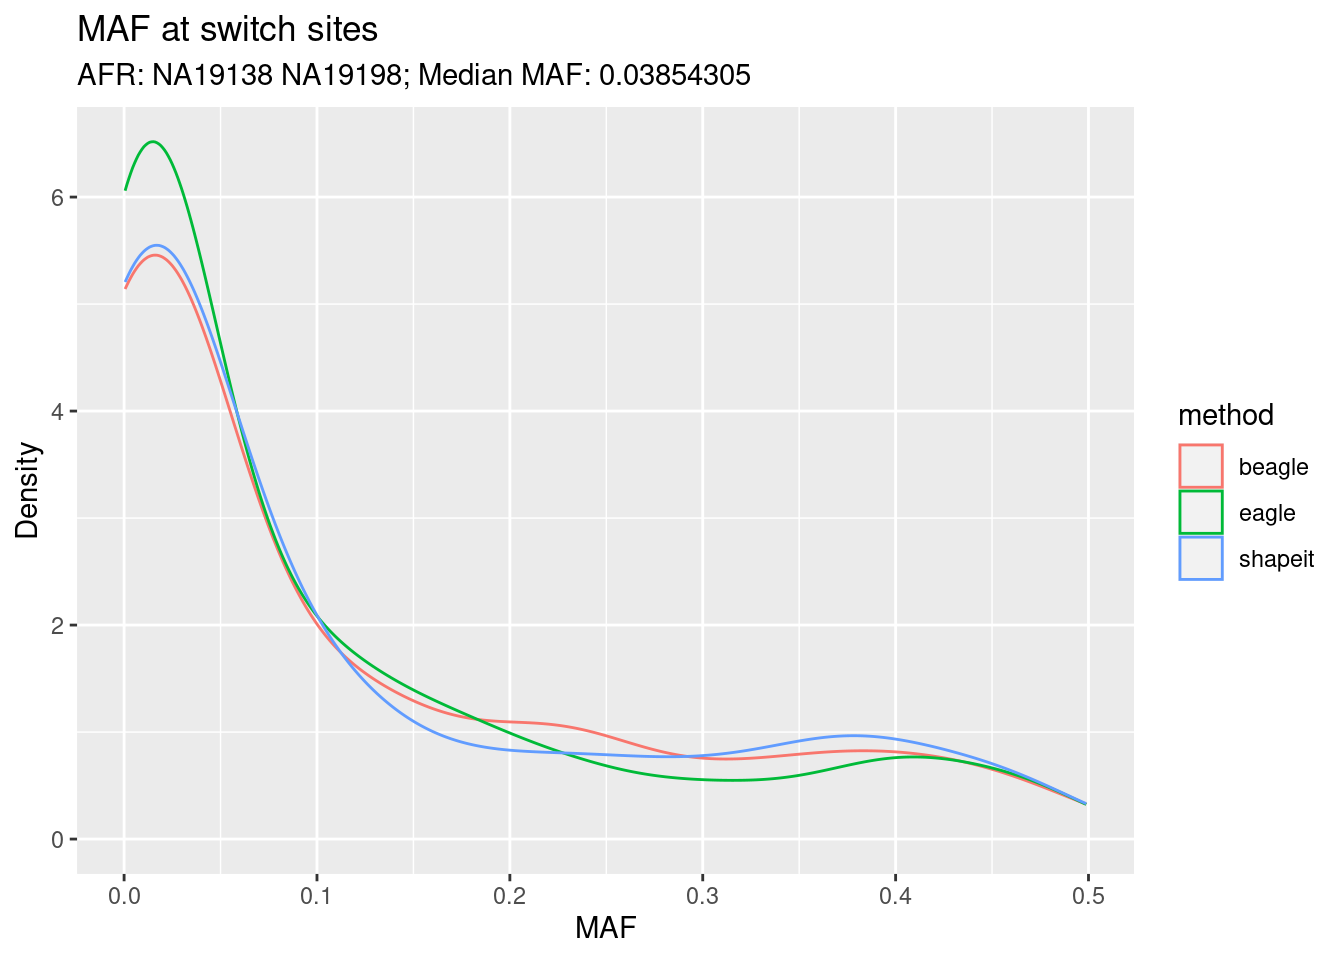 MAF at switch sites
AFR: NA19138 NA19198; Median MAF: 0.03854305
Density
6
4
2
0
0.0 0.1 0.2 0.3 0.4 0.5
MAF
method
beagle
eagle
shapeit